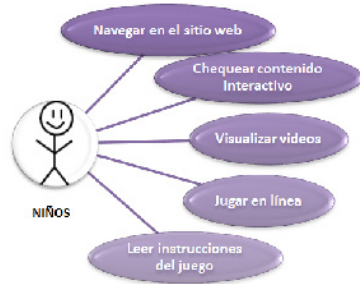 Navegar en el sitio web
Chequear contenido
Interactivo
Visualizar videos
Jugar en línea
Leer instrucciones
del juego
NIÑOS